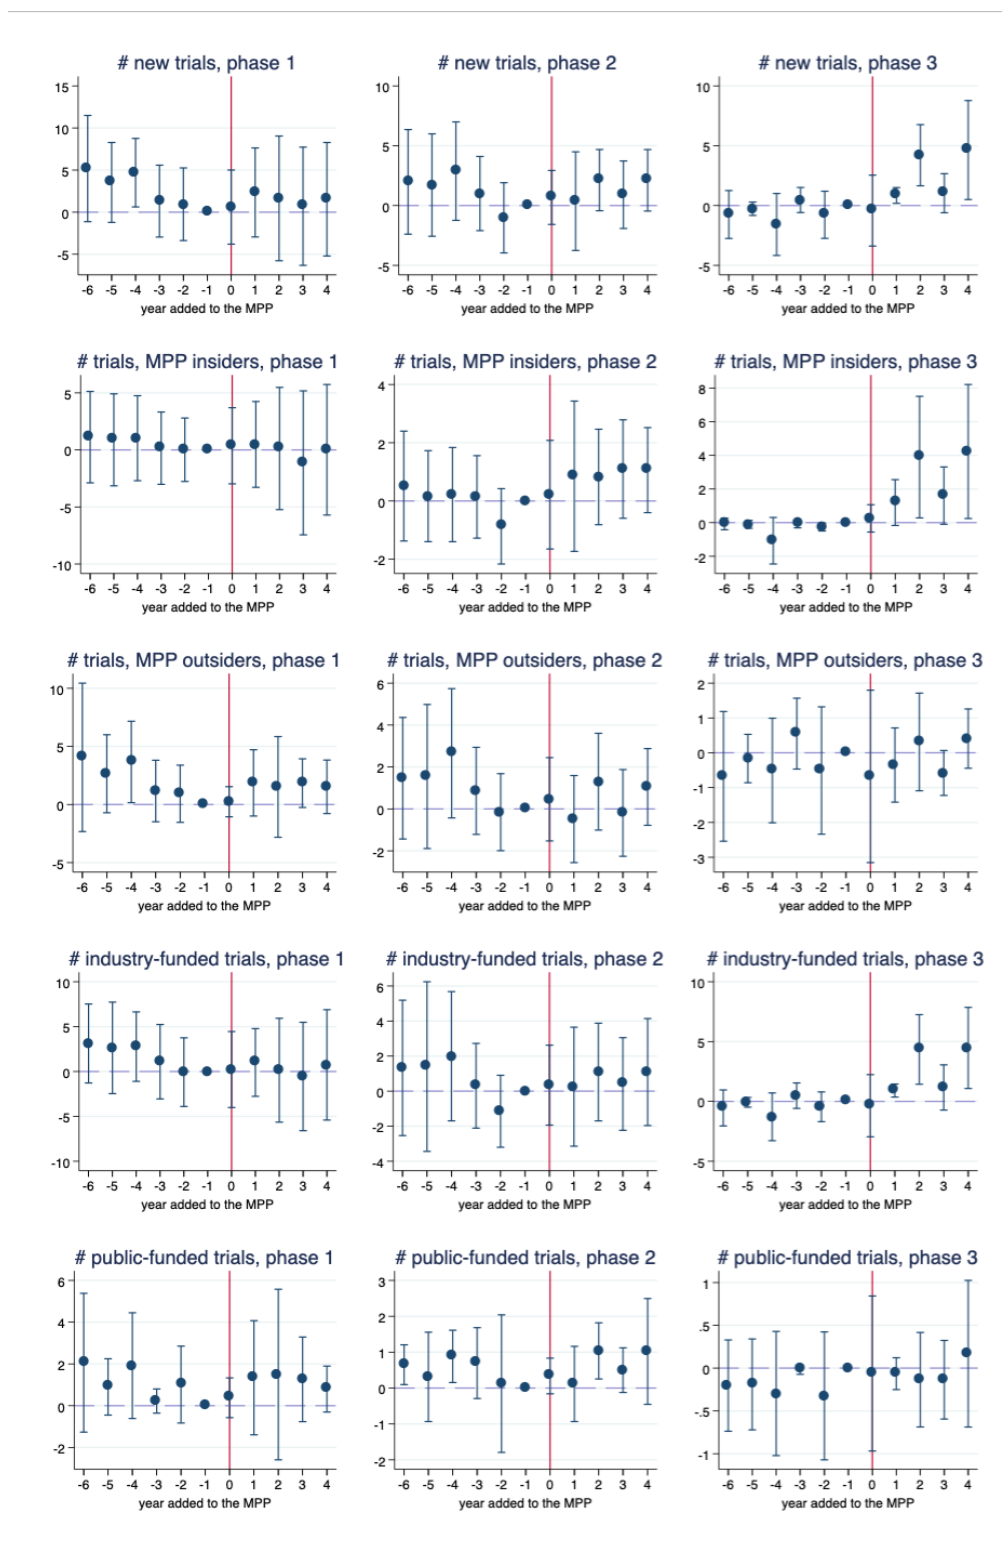 # new trials, phase 1
15
10
5
0
-5
-6 -5 -4 -3 -2 -1 0 1 2 3 4
year added to the MPP
# new trials, phase 2
10
5
0
-5
-6 -5 -4 -3 -2 -1 0 1 2 3 4
year added to the MPP
# new trials, phase 3
10
5
0
-5
-6 -5 -4 -3 -2 -1 0 1 2 3 4
year added to the MPP
# trials, MPP insiders, phase 1
5
0
-5
-10
-6 -5 -4 -3 -2 -1 0 1 2 3 4
year added to the MPP
# trials, MPP insiders, phase 2
4
2
0
-2
-6 -5 -4 -3 -2 -1 0 1 2 3 4
year added to the MPP
# trials, MPP insiders, phase 3
8
6
4
2
0
-2
-6 -5 -4 -3 -2 -1 0 1 2 3 4
year added to the MPP
# trials, MPP outsiders, phase 1
10
5
0
-5
-6 -5 -4 -3 -2 -1 0 1 2 3 4
year added to the MPP
# trials, MPP outsiders, phase 2
6
4
2
0
-2
-6 -5 -4 -3 -2 -1 0 1 2 3 4
year added to the MPP
# trials, MPP outsiders, phase 3
2
1
0
-1
-2
-3
-6 -5 -4 -3 -2 -1 0 1 2 3 4
year added to the MPP
# industry-funded trials, phase 1
10
5
0
-5
-10
-6 -5 -4 -3 -2 -1 0 1 2 3 4
year added to the MPP
# industry-funded trials, phase 2
6
4
2
0
-2
-4
-6 -5 -4 -3 -2 -1 0 1 2 3 4
year added to the MPP
# industry-funded trials, phase 3
10
5
0
-5
-6 -5 -4 -3 -2 -1 0 1 2 3 4
year added to the MPP
# public-funded trials, phase 1
6
4
2
0
-2
-6 -5 -4 -3 -2 -1 0 1 2 3 4
year added to the MPP
# public-funded trials, phase 2
3
2
1
0
-1
-2
-6 -5 -4 -3 -2 -1 0 1 2 3 4
year added to the MPP
# public-funded trials, phase 3
1
.5
0
-.5
-1
-6 -5 -4 -3 -2 -1 0 1 2 3 4
year added to the MPP